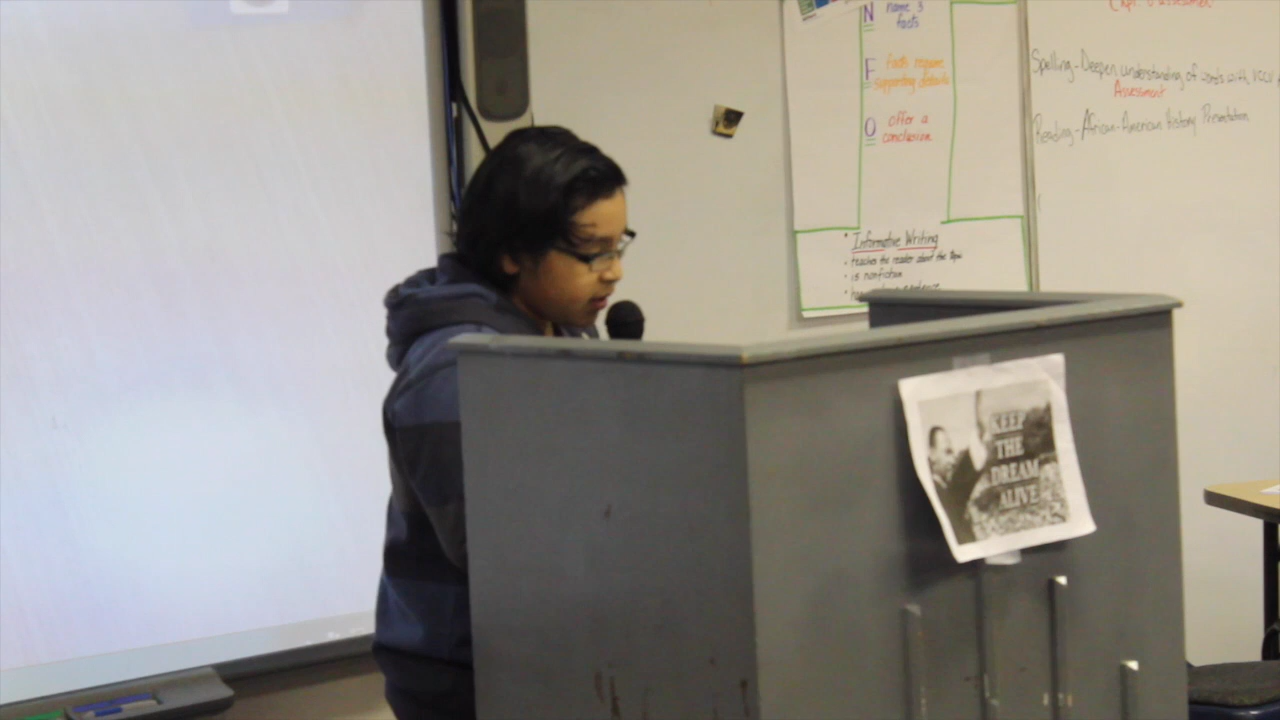 N name 3
facts
F facts require
supporting details
O offer a
conclusion
• Informative Writing
• teaches the reader about the topic
• is nonfiction
Spelling - Deepen understanding of words with VCCV
Assessment
Reading - African-American History Presentation
KEEP
THE
DREAM
ALIVE